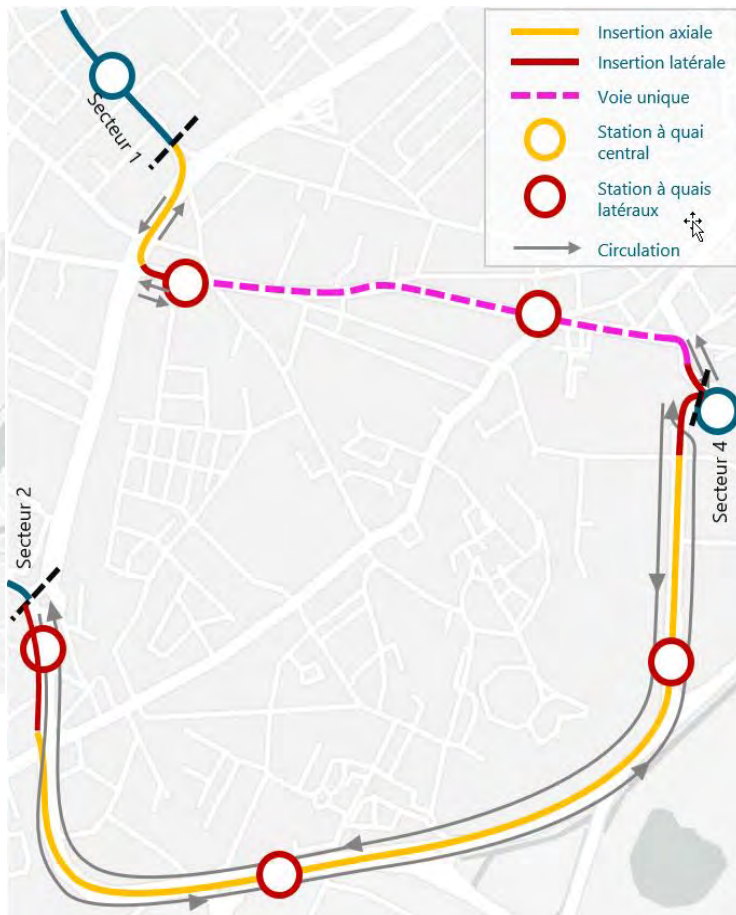 Insertion axiale
Insertion latérale
Voie unique
Station à quai
central
Station à quais
latéraux
Circulation
Secteur 1
Secteur 2
Secteur 4